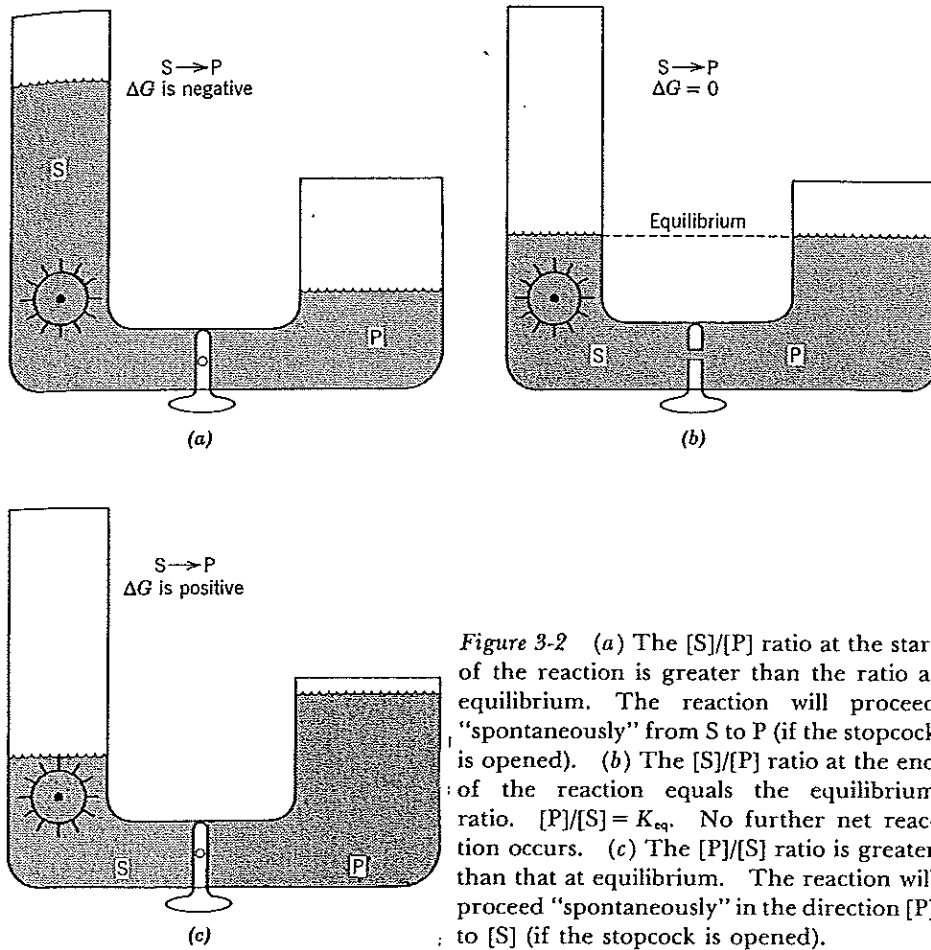 S → P
ΔG is negative
S
P
(a)
S → P
ΔG = 0
Equilibrium
S
P
(b)
S → P
ΔG is positive
S
P
(c)
Figure 3-2 (a) The [S]/[P] ratio at the star
of the reaction is greater than the ratio a
equilibrium. The reaction will proceed
"spontaneously" from S to P (if the stopcock
is opened). (b) The [S]/[P] ratio at the end
of the reaction equals the equilibrium
ratio. [P]/[S] = Keq. No further net reac-
tion occurs. (c) The [P]/[S] ratio is greater
than that at equilibrium. The reaction will
proceed "spontaneously" in the direction [P]
to [S] (if the stopcock is opened).